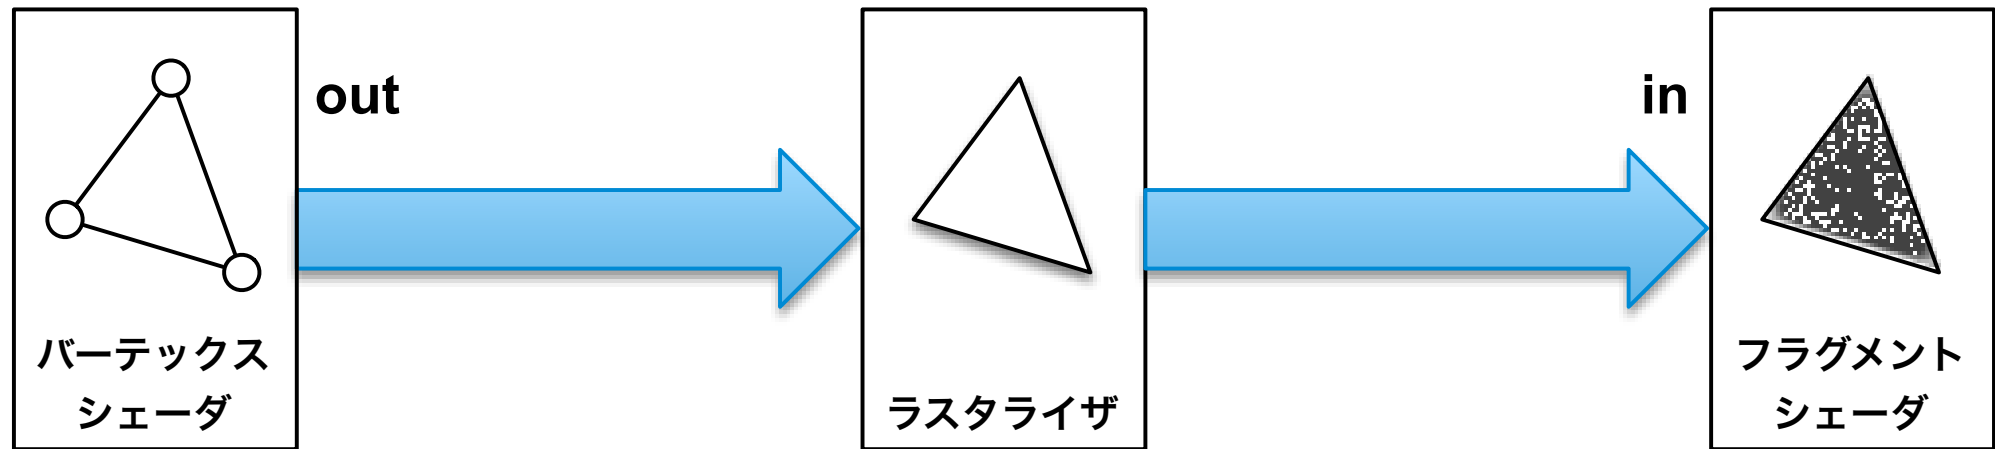 out
in
バーテックス
シェーダ
ラスタライザ
フラグメント
シェーダ